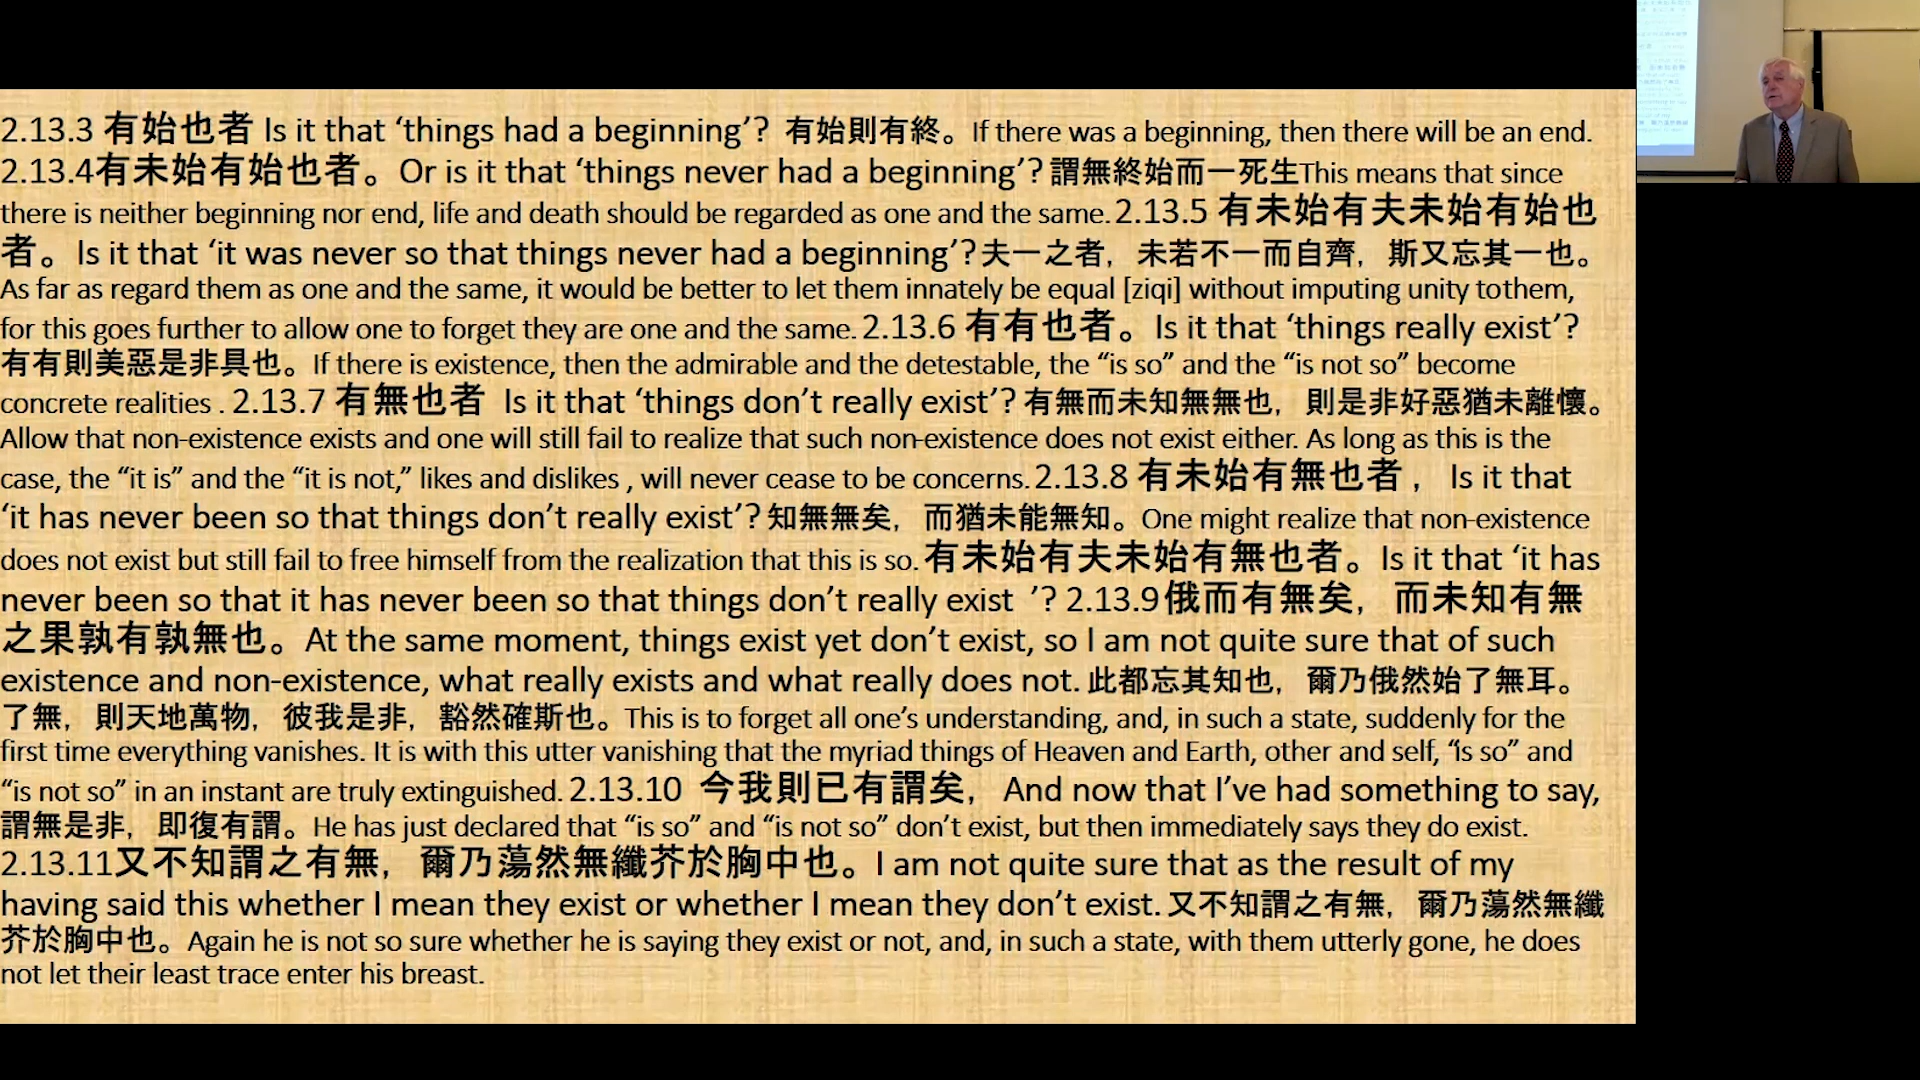 2.13.3 有始也者 Is it that ‘things had a beginning’? 有始則有終。If there was a beginning, then there will be an end.
2.13.4有未始有始也者。Or is it that ‘things never had a beginning’? 謂無終始而一死生This means that since
there is neither beginning nor end, life and death should be regarded as one and the same. 2.13.5 有未始有夫未始有始也
者。Is it that ‘it was never so that things never had a beginning’? 夫一之者，未若不一而自齊，斯又忘其一也。
As far as regard them as one and the same, it would be better to let them innately be equal [ziqi] without imputing unity tothem,
for this goes further to allow one to forget they are one and the same. 2.13.6 有有也者。Is it that ‘things really exist’?
有有則美惡是非具也。If there is existence, then the admirable and the detestable, the “is so” and the “is not so” become
concrete realities . 2.13.7 有無也者 Is it that ‘things don’t really exist’? 有無而未知無無也，則是非好惡猶未離懷。
Allow that non-existence exists and one will still fail to realize that such non-existence does not exist either. As long as this is the
case, the “it is” and the “it is not,” likes and dislikes , will never cease to be concerns. 2.13.8 有未始有無也者， Is it that
‘it has never been so that things don’t really exist’? 知無無矣，而猶未能無知。One might realize that non-existence
does not exist but still fail to free himself from the realization that this is so. 有未始有夫未始有無也者。Is it that ‘it has
never been so that it has never been so that things don’t really exist ’? 2.13.9俄而有無矣，而未知有無
之果孰有孰無也。At the same moment, things exist yet don’t exist, so I am not quite sure that of such
existence and non-existence, what really exists and what really does not. 此都忘其知也，爾乃俄然始了無耳。
了無，則天地萬物，彼我是非，豁然確斯也。This is to forget all one’s understanding, and, in such a state, suddenly for the
first time everything vanishes. It is with this utter vanishing that the myriad things of Heaven and Earth, other and self, “is so” and
“is not so” in an instant are truly extinguished. 2.13.10 今我則已有謂矣， And now that I’ve had something to say,
謂無是非，即復有謂。He has just declared that “is so” and “is not so” don’t exist, but then immediately says they do exist.
2.13.11又不知謂之有無，爾乃蕩然無纖芥於胸中也。I am not quite sure that as the result of my
having said this whether I mean they exist or whether I mean they don’t exist. 又不知謂之有無，爾乃蕩然無纖
芥於胸中也。Again he is not so sure whether he is saying they exist or not, and, in such a state, with them utterly gone, he does
not let their least trace enter his breast.